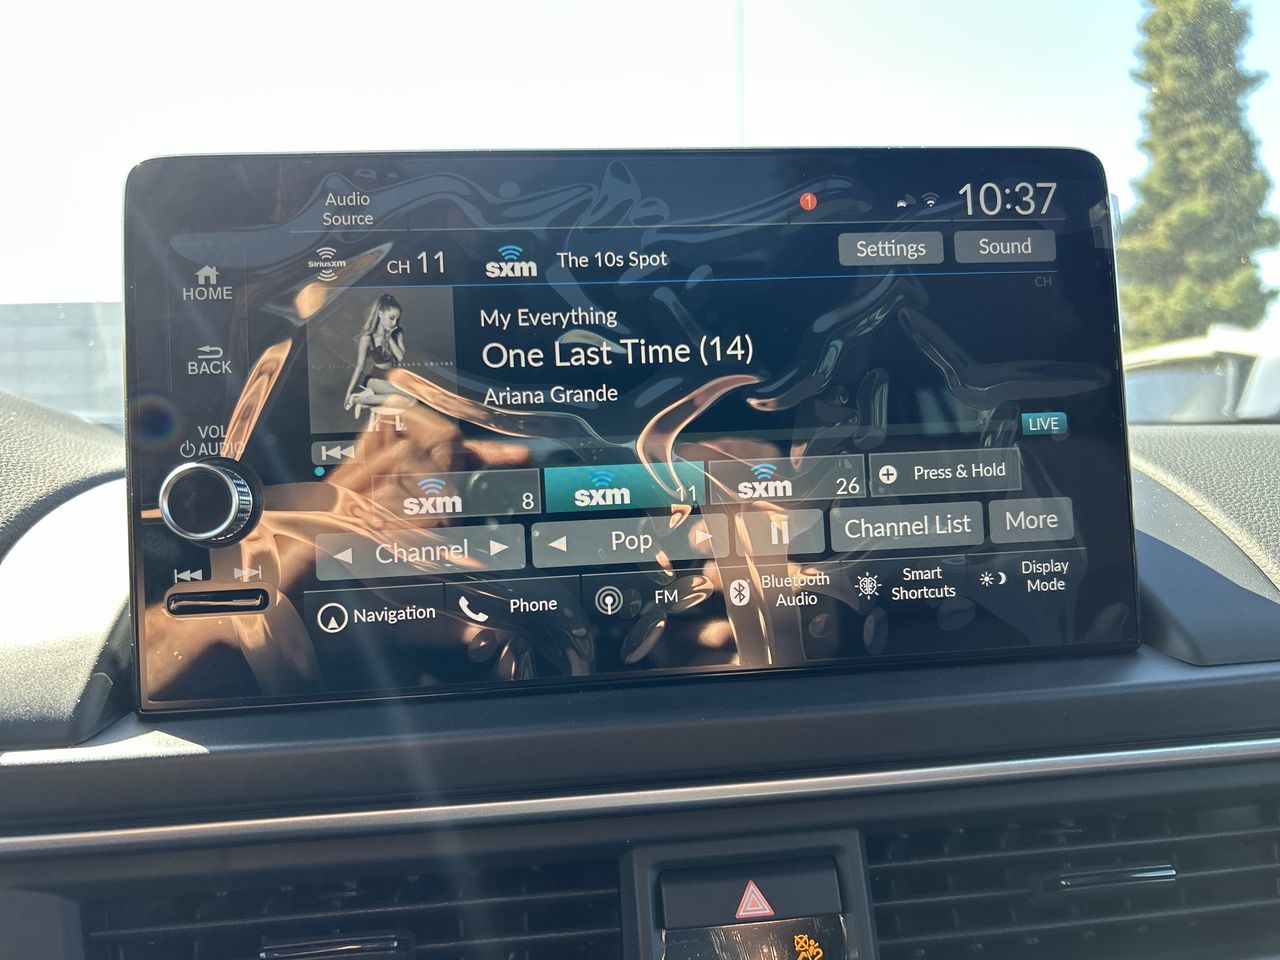 Audio
Source
1
10:37
SiriusXM
CH 11
sxm
The 10s Spot
Settings
Sound
CH
HOME
My Everything
One Last Time (14)
BACK
Ariana Grande
VOL
AUDIO
LIVE
sxm 8
sxm 11
sxm 26
Press & Hold
Channel
Pop
Channel List
More
Navigation
Phone
FM
Bluetooth
Audio
Smart
Shortcuts
Display
Mode